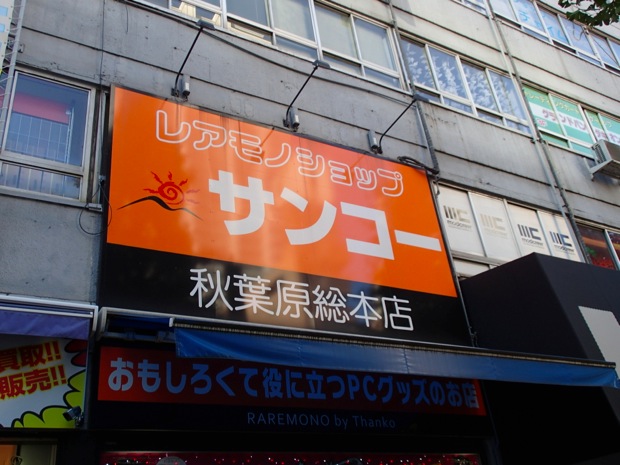 レアモノショップ
サンコー
秋葉原総本店
買取!!
販売!!
おもしろくて役に立つPCグッズのお店
RAREMONO by Thanko